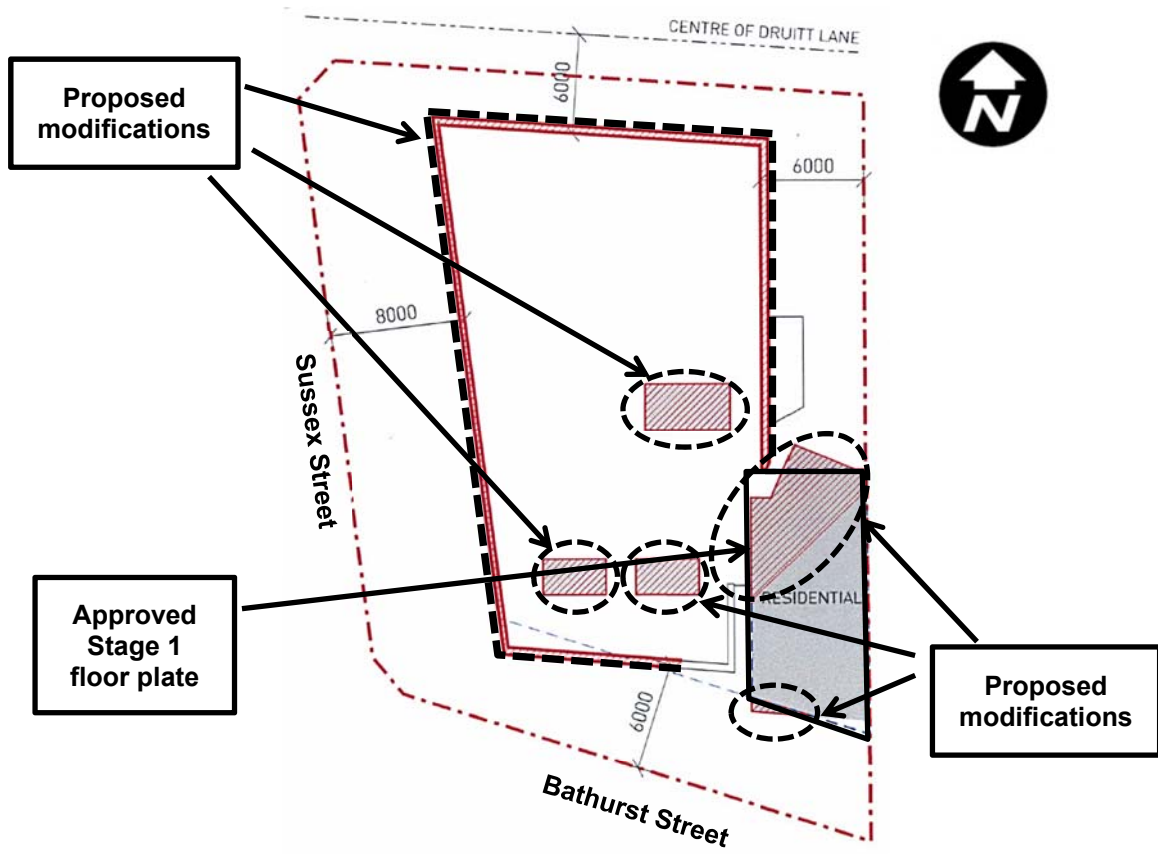 CENTRE OF DRUITT LANE
Proposed
modifications
6000
N
6000
8000
Sussex Street
Approved
Stage 1
floor plate
RESIDENTIAL
Proposed
modifications
6000
Bathurst Street